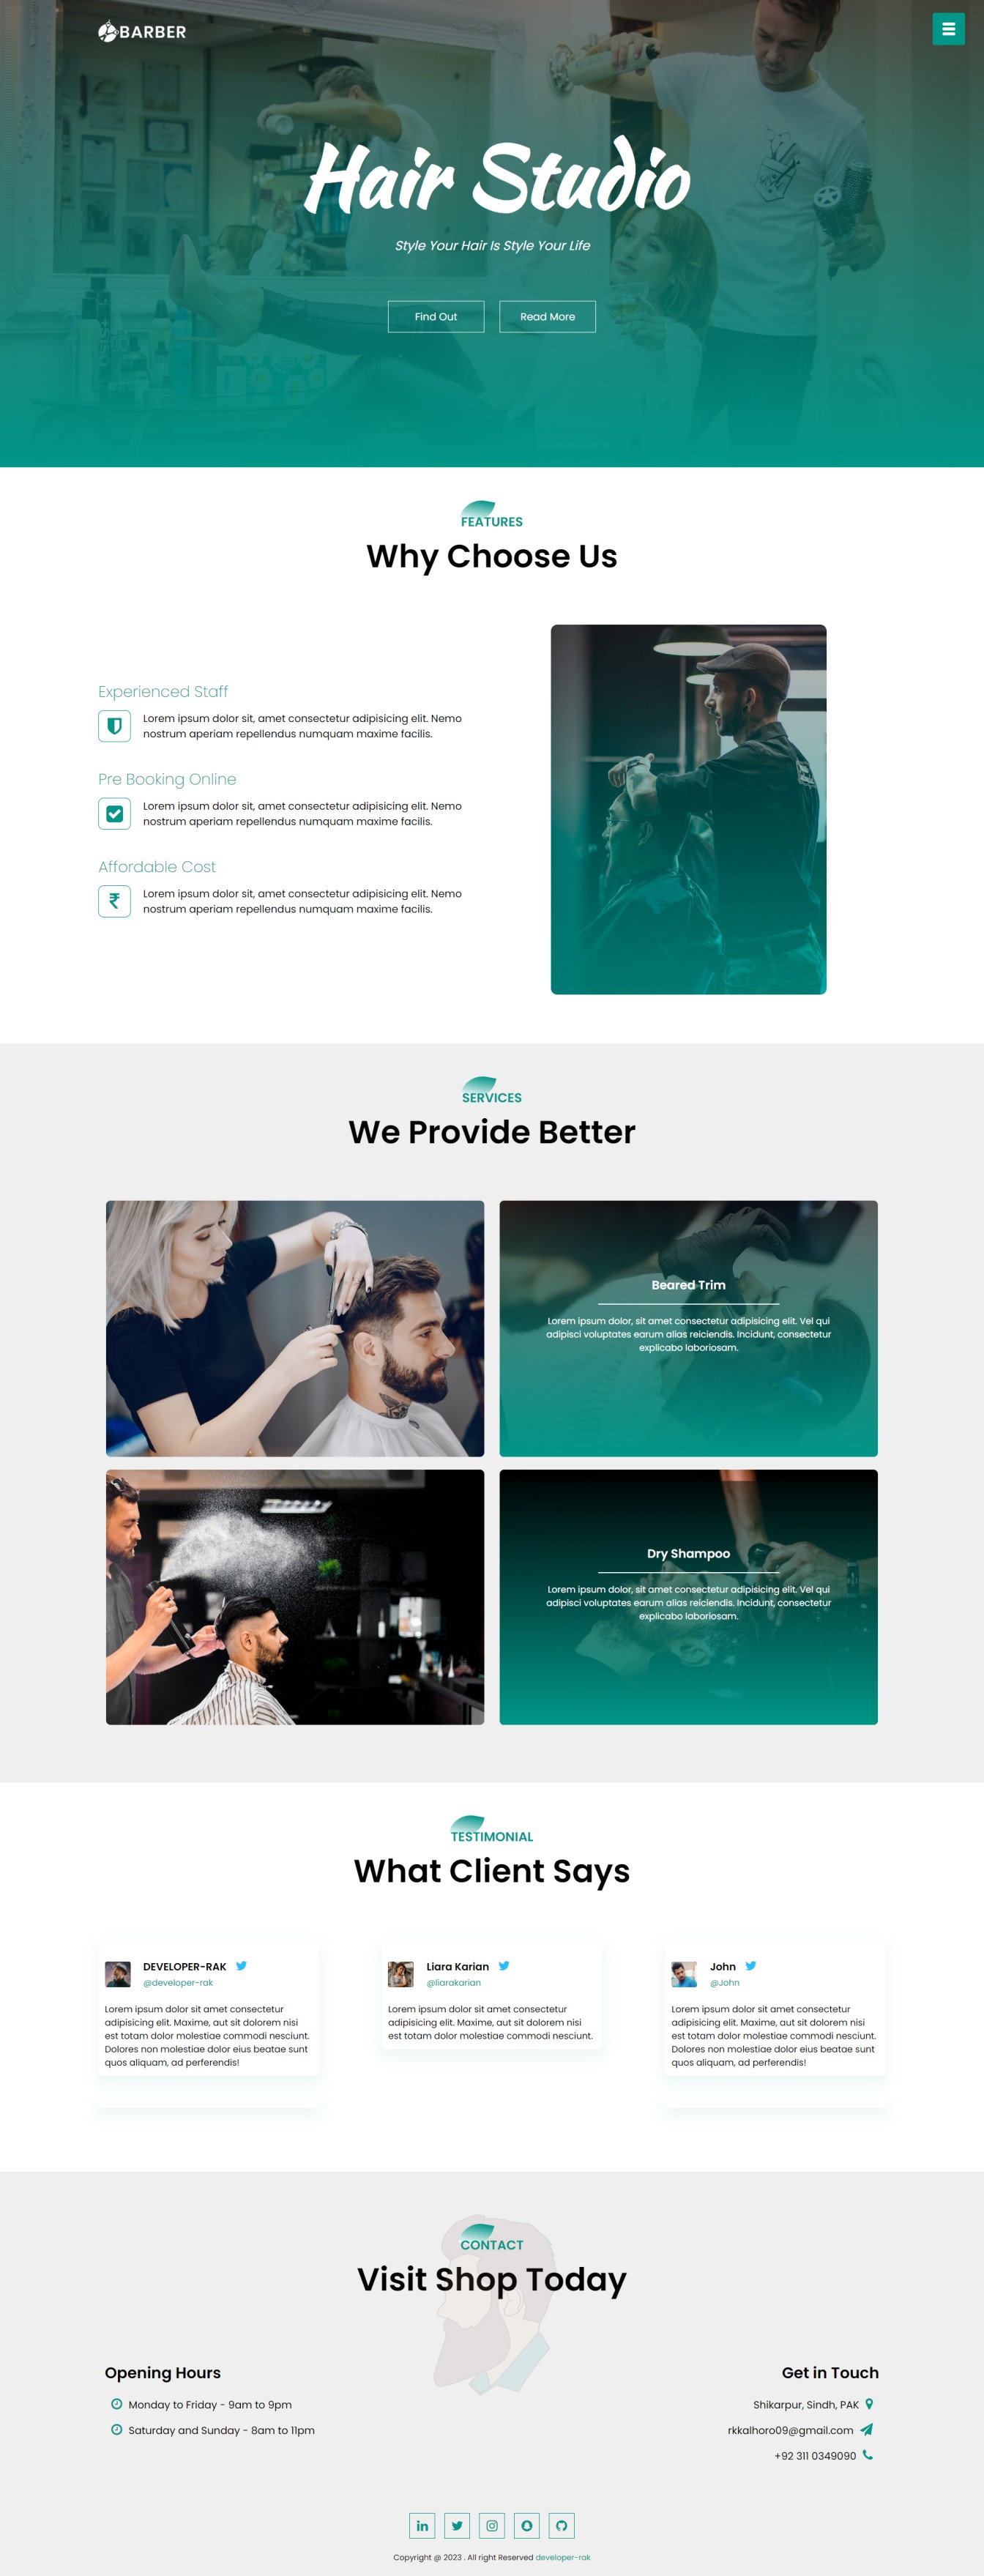 BARBER
Hair Studio
Style Your Hair Is Style Your Life
Find Out
Read More
FEATURES
Why Choose Us
Experienced Staff
Lorem ipsum dolor sit, amet consectetur adipisicing elit. Nemo
nostrum aperiam repellendus numquam maxime facilis.
Pre Booking Online
Lorem ipsum dolor sit, amet consectetur adipisicing elit. Nemo
nostrum aperiam repellendus numquam maxime facilis.
Affordable Cost
₹
Lorem ipsum dolor sit, amet consectetur adipisicing elit. Nemo
nostrum aperiam repellendus numquam maxime facilis.
SERVICES
We Provide Better
Beared Trim
Lorem ipsum dolor, sit amet consectetur adipisicing elit. Vel qui
adipisci voluptates earum alias reiciendis. Incidunt, consectetur
explicabo laboriosam.
Dry Shampoo
Lorem ipsum dolor, sit amet consectetur adipisicing elit. Vel qui
adipisci voluptates earum alias reiciendis. Incidunt, consectetur
explicabo laboriosam.
TESTIMONIAL
What Client Says
DEVELOPER-RAK
@developer-rak
Lorem ipsum dolor sit amet consectetur
adipisicing elit. Maxime, aut sit dolorem nisi
est totam dolor molestiae commodi nesciunt.
Dolores non molestiae dolor eius beatae sunt
quos aliquam, ad perferendis!
Liara Karian
@liarakarian
Lorem ipsum dolor sit amet consectetur
adipisicing elit. Maxime, aut sit dolorem nisi
est totam dolor molestiae commodi nesciunt.
John
@John
Lorem ipsum dolor sit amet consectetur
adipisicing elit. Maxime, aut sit dolorem nisi
est totam dolor molestiae commodi nesciunt.
Dolores non molestiae dolor eius beatae sunt
quos aliquam, ad perferendis!
CONTACT
Visit Shop Today
Opening Hours
Monday to Friday - 9am to 9pm
Saturday and Sunday - 8am to 11pm
Get in Touch
Shikarpur, Sindh, PAK
rkkalhoro09@gmail.com
+92 311 0349090
in
Copyright @ 2023 . All right Reserved developer-rak